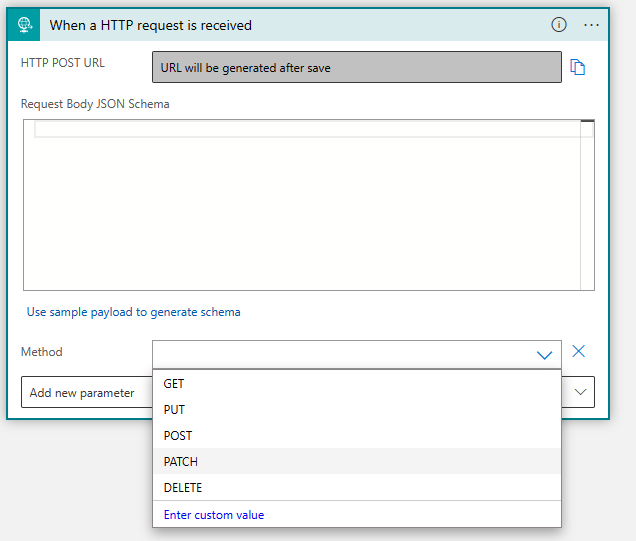 When a HTTP request is received
HTTP POST URL
URL will be generated after save
Request Body JSON Schema
Use sample payload to generate schema
Method
Add new parameter
GET
PUT
POST
PATCH
DELETE
Enter custom value